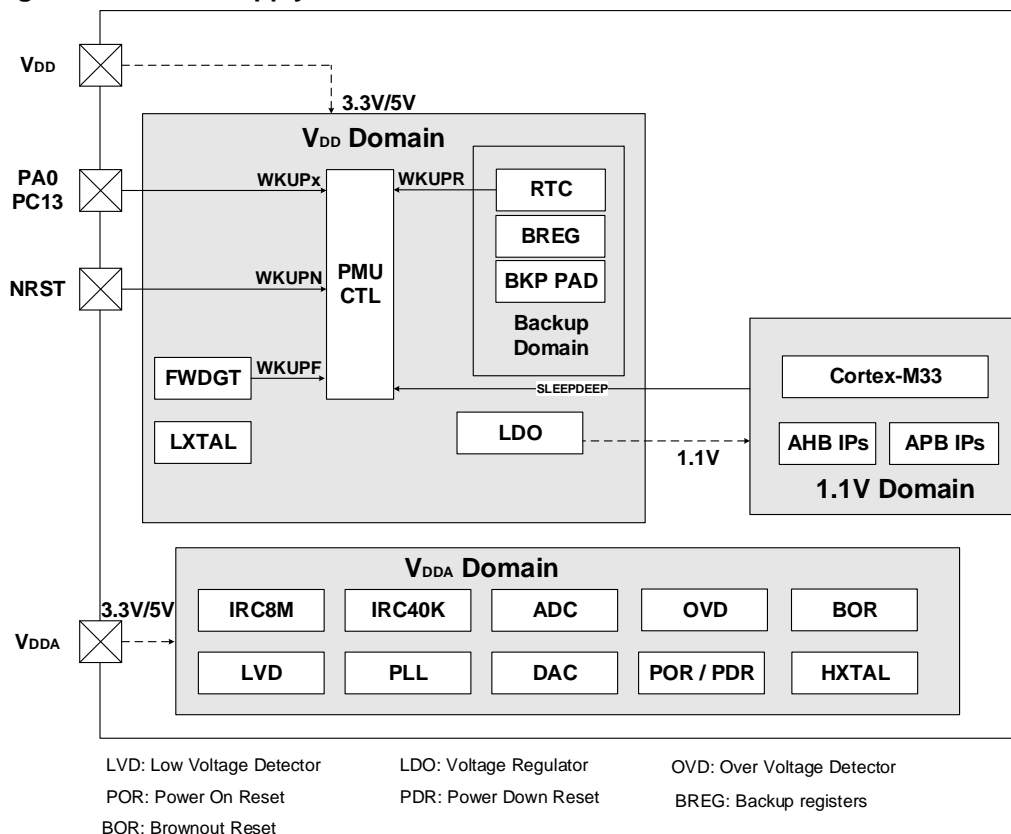 VDD
3.3V/5V
VDD Domain
PA0
PC13
WKUPx
WKUPR
RTC
BREG
BKP PAD
Backup
Domain
NRST
WKUPN
PMU
CTL
FWDGT
WKUPF
SLEEPDEEP
LXTAL
LDO
1.1V
Cortex-M33
AHB IPs
APB IPs
1.1V Domain
VDDA Domain
3.3V/5V
VDDA
IRC8M
IRC40K
ADC
OVD
BOR
LVD
PLL
DAC
POR / PDR
HXTAL
LVD: Low Voltage Detector
LDO: Voltage Regulator
OVD: Over Voltage Detector
POR: Power On Reset
PDR: Power Down Reset
BREG: Backup registers
BOR: Brownout Reset